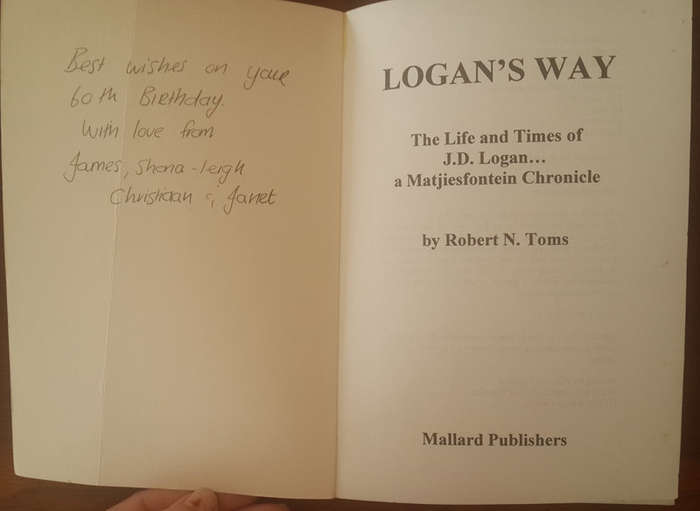 Best wishes on your
60th Birthday.
With love from
James, Shona-leigh
Christiaan & Janet
LOGAN'S WAY
The Life and Times of
J.D. Logan...
a Matjiesfontein Chronicle
by Robert N. Toms
Mallard Publishers